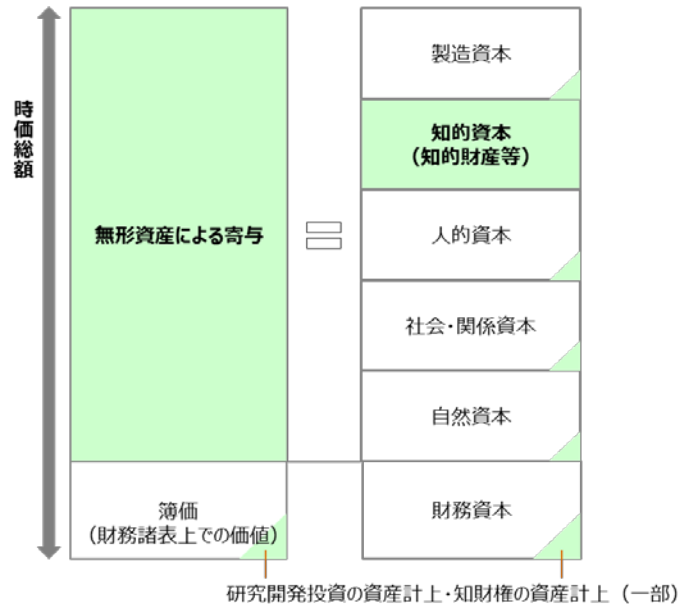 時価総額
無形資産による寄与
簿価
（財務諸表上での価値）
製造資本
知的資本
（知的財産等）
人的資本
社会・関係資本
自然資本
財務資本
研究開発投資の資産計上・知財権の資産計上（一部）